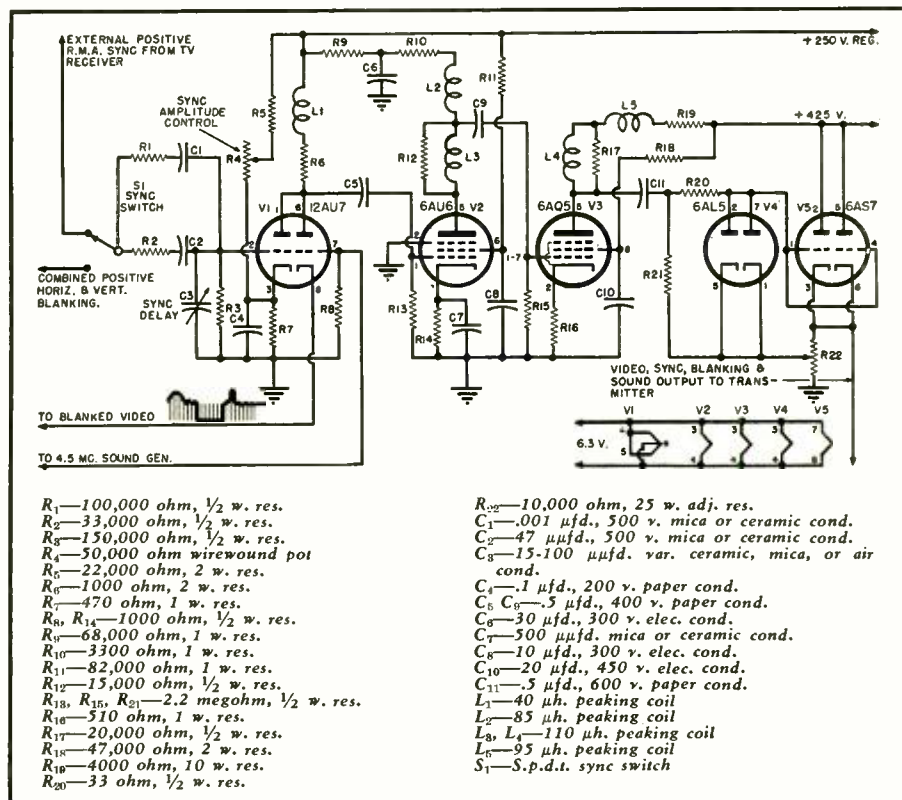 EXTERNAL POSITIVE
R.M.A. SYNC FROM TV
RECEIVER
+250 V. REG.
SYNC
AMPLITUDE
CONTROL
R9
R10
C6
L2
R11
R5
L1
C9
L5
R19
+425 V.
R1
C1
R4
R6
R12
L3
L4
R17
R18
S1
SYNC
SWITCH
C5
C11
R20
V1
12AU7
6AU6
V2
6AQ5
V3
6AL5
V4
V5
6AS7
R2
C2
COMBINED POSITIVE
HORIZ. & VERT.
BLANKING.
C3
SYNC
DELAY
R3
C4
R7
R8
R13
R14
C7
C8
R15
R16
C10
R21
R22
1-7
VIDEO, SYNC, BLANKING &
SOUND OUTPUT TO TRANS-
MITTER
TO BLANKED VIDEO
TO 4.5 MC. SOUND GEN.
6.3 V.
V1
V2
V3
V4
V5
R1—100,000 ohm, ½ w. res.
R2—33,000 ohm, ½ w. res.
R3—150,000 ohm, ½ w. res.
R4—50,000 ohm wirewound pot
R5—22,000 ohm, 2 w. res.
R6—1000 ohm, 2 w. res.
R7—470 ohm, 1 w. res.
R8, R14—1000 ohm, ½ w. res.
R9—68,000 ohm, 1 w. res.
R10—3300 ohm, 1 w. res.
R11—82,000 ohm, 1 w. res.
R12—15,000 ohm, ½ w. res.
R13, R15, R21—2.2 megohm, ½ w. res.
R16—510 ohm, 1 w. res.
R17—20,000 ohm, ½ w. res.
R18—47,000 ohm, 2 w. res.
R19—4000 ohm, 10 w. res.
R20—33 ohm, ½ w. res.
R22—10,000 ohm, 25 w. adj. res.
C1—.001 µfd., 500 v. mica or ceramic cond.
C2—47 µµfd., 500 v. mica or ceramic cond.
C3—15-100 µµfd. var. ceramic, mica, or air
cond.
C4—.1 µfd., 200 v. paper cond.
C5 C9—.5 µfd., 400 v. paper cond.
C6—30 µfd., 300 v. elec. cond.
C7—500 µµfd. mica or ceramic cond.
C8—10 µfd., 300 v. elec. cond.
C10—20 µfd., 450 v. elec. cond.
C11—.5 µfd., 600 v. paper cond.
L1—40 µh. peaking coil
L2—85 µh. peaking coil
L3, L4—110 µh. peaking coil
L5—95 µh. peaking coil
S1—S.p.d.t. sync switch